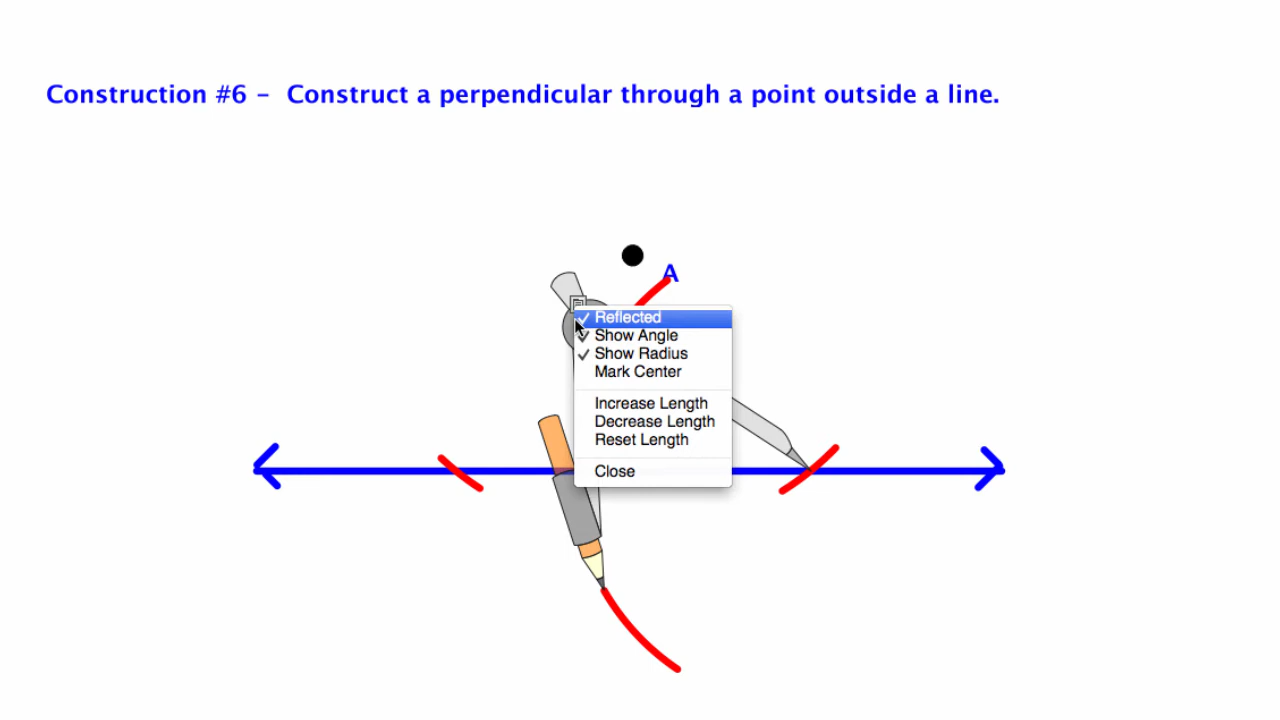 Construction #6 - Construct a perpendicular through a point outside a line.
A
Reflected
Show Angle
Show Radius
Mark Center
Increase Length
Decrease Length
Reset Length
Close